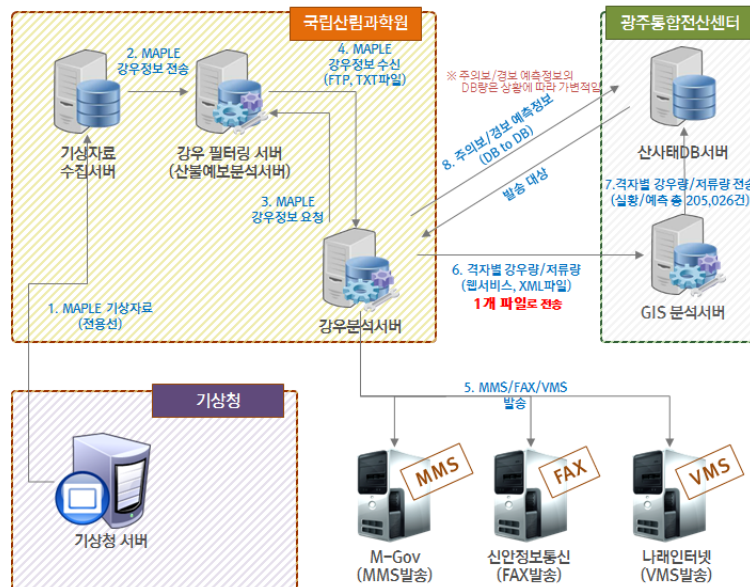 국립산림과학원
광주통합전산센터
2. MAPLE
강우정보 전송
4. MAPLE
강우정보 수신
(FTP, TXT파일)
※ 주의보/경보 예측정보의
DB량은 상황에 따라 가변적임
기상자료
수집서버
강우 필터링 서버
(산불예보분석서버)
산사태DB서버
8. 주의보/경보 예측정보
(DB to DB)
발송 대상
3. MAPLE
강우정보 요청
7.격자별 강우량/저류량 전송
(실황/예측 총 205,026건)
강우분석서버
6. 격자별 강우량/저류량
(웹서비스, XML파일)
1개 파일로 전송
GIS 분석서버
1. MAPLE 기상자료
(전용선)
기상청
5. MMS/FAX/VMS
발송
MMS
FAX
VMS
기상청 서버
M-Gov
(MMS발송)
신안정보통신
(FAX발송)
나래인터넷
(VMS발송)